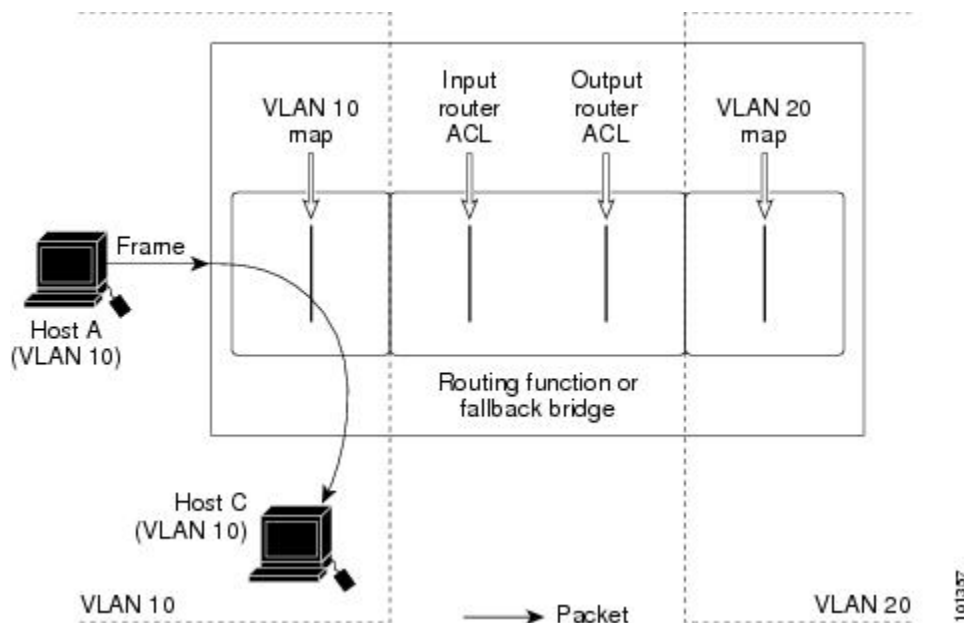 VLAN 10
map
Input
router
ACL
Output
router
ACL
VLAN 20
map
Frame
Host A
(VLAN 10)
Routing function or
fallback bridge
Host C
(VLAN 10)
VLAN 10
Packet
VLAN 20
101357